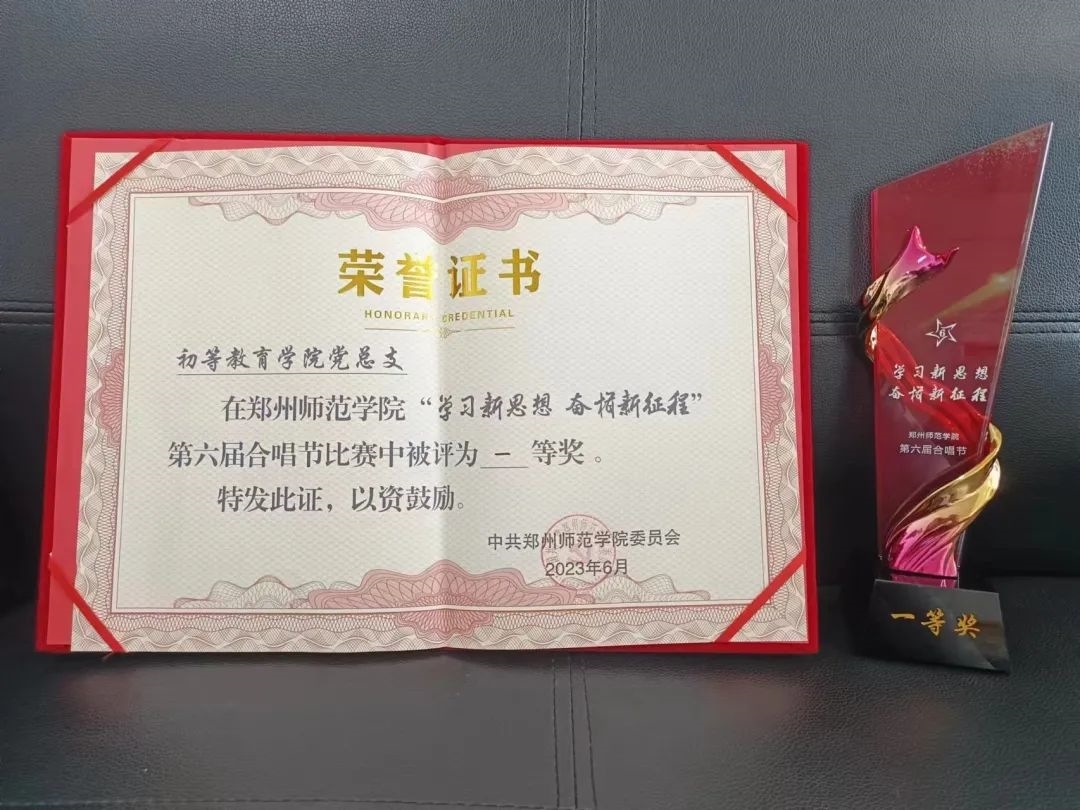 荣誉证书
HONORARY CREDENTIAL
初等教育学院党总支
在郑州师范学院“学习新思想 奋楫新征程”
第六届合唱节比赛中被评为 一 等奖。
特发此证，以资鼓励。
中共郑州师范学院委员会
2023年6月
学习新思想
奋楫新征程
郑州师范学院
第六届合唱节
一等奖